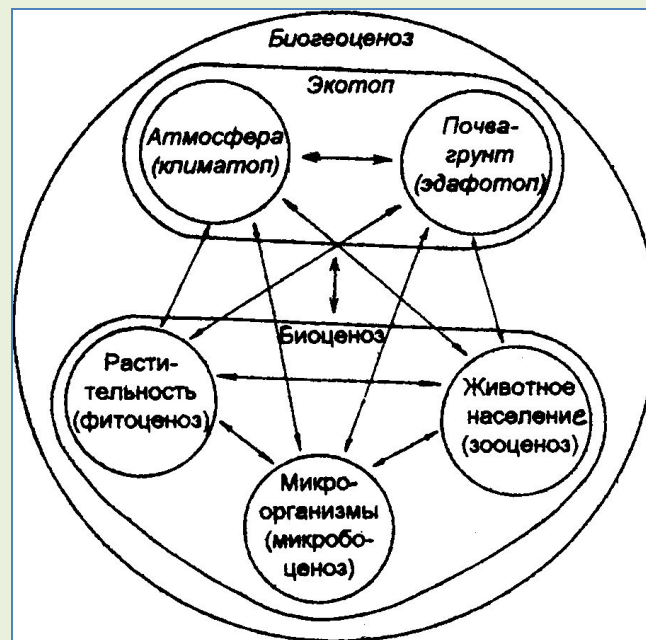 Биогеоценоз
Экотоп
Атмосфера
(климатоп)
Почва-
грунт
(эдафотоп)
Биоценоз
Расти-
тельность
(фитоценоз)
Животное
население
(зооценоз)
Микро-
организмы
(микробо-
ценоз)